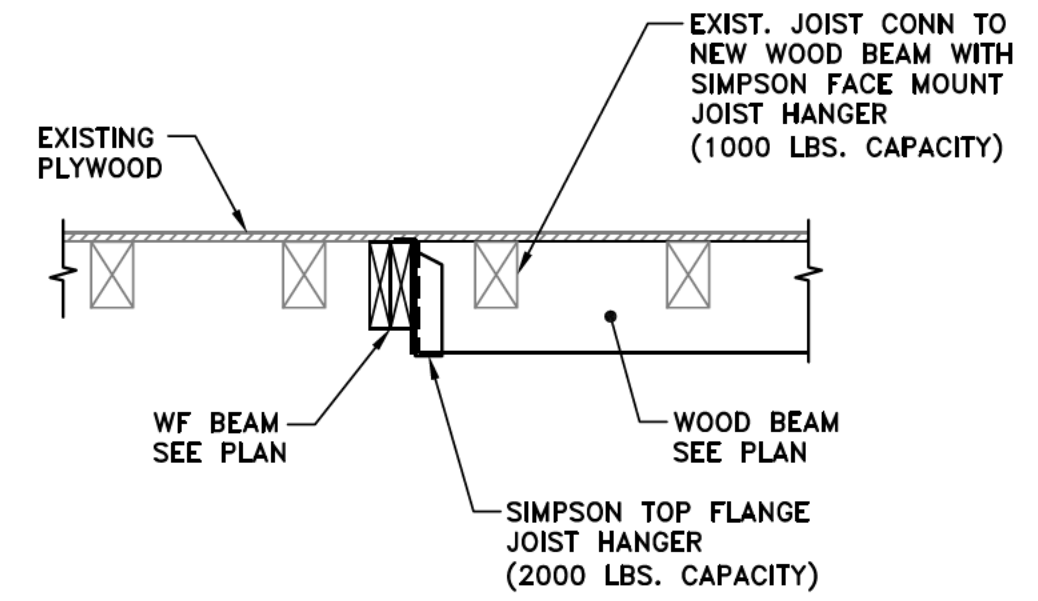 EXIST. JOIST CONN TO
NEW WOOD BEAM WITH
SIMPSON FACE MOUNT
JOIST HANGER
(1000 LBS. CAPACITY)
EXISTING
PLYWOOD
WF BEAM
SEE PLAN
WOOD BEAM
SEE PLAN
SIMPSON TOP FLANGE
JOIST HANGER
(2000 LBS. CAPACITY)